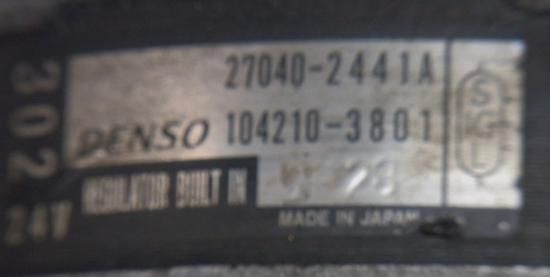 27040-2441A
DENSO 104210-3801
REGULATOR BUILT IN
MADE IN JAPAN
302
24V